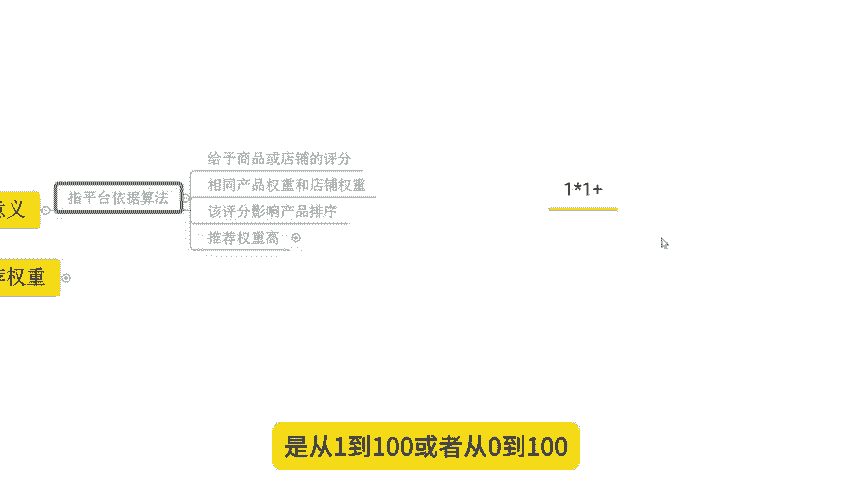 给予商品或店铺的评分
相同产品权重和店铺权重
指平台依据算法
意义
该评分影响产品排序
推荐权重高
荐权重
1*1+
是从1到100或者从0到100